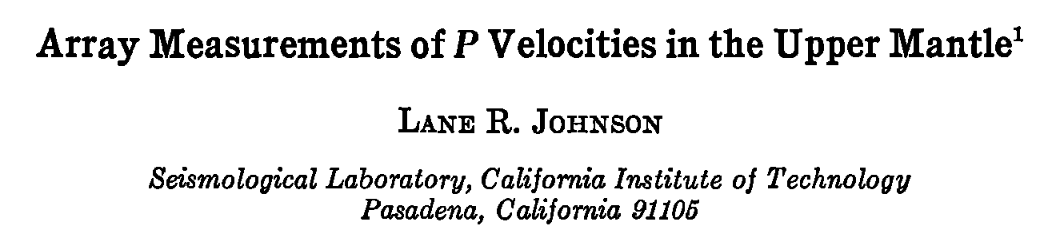 Array Measurements of P Velocities in the Upper Mantle¹
LANE R. JOHNSON
Seismological Laboratory, California Institute of Technology
Pasadena, California 91105